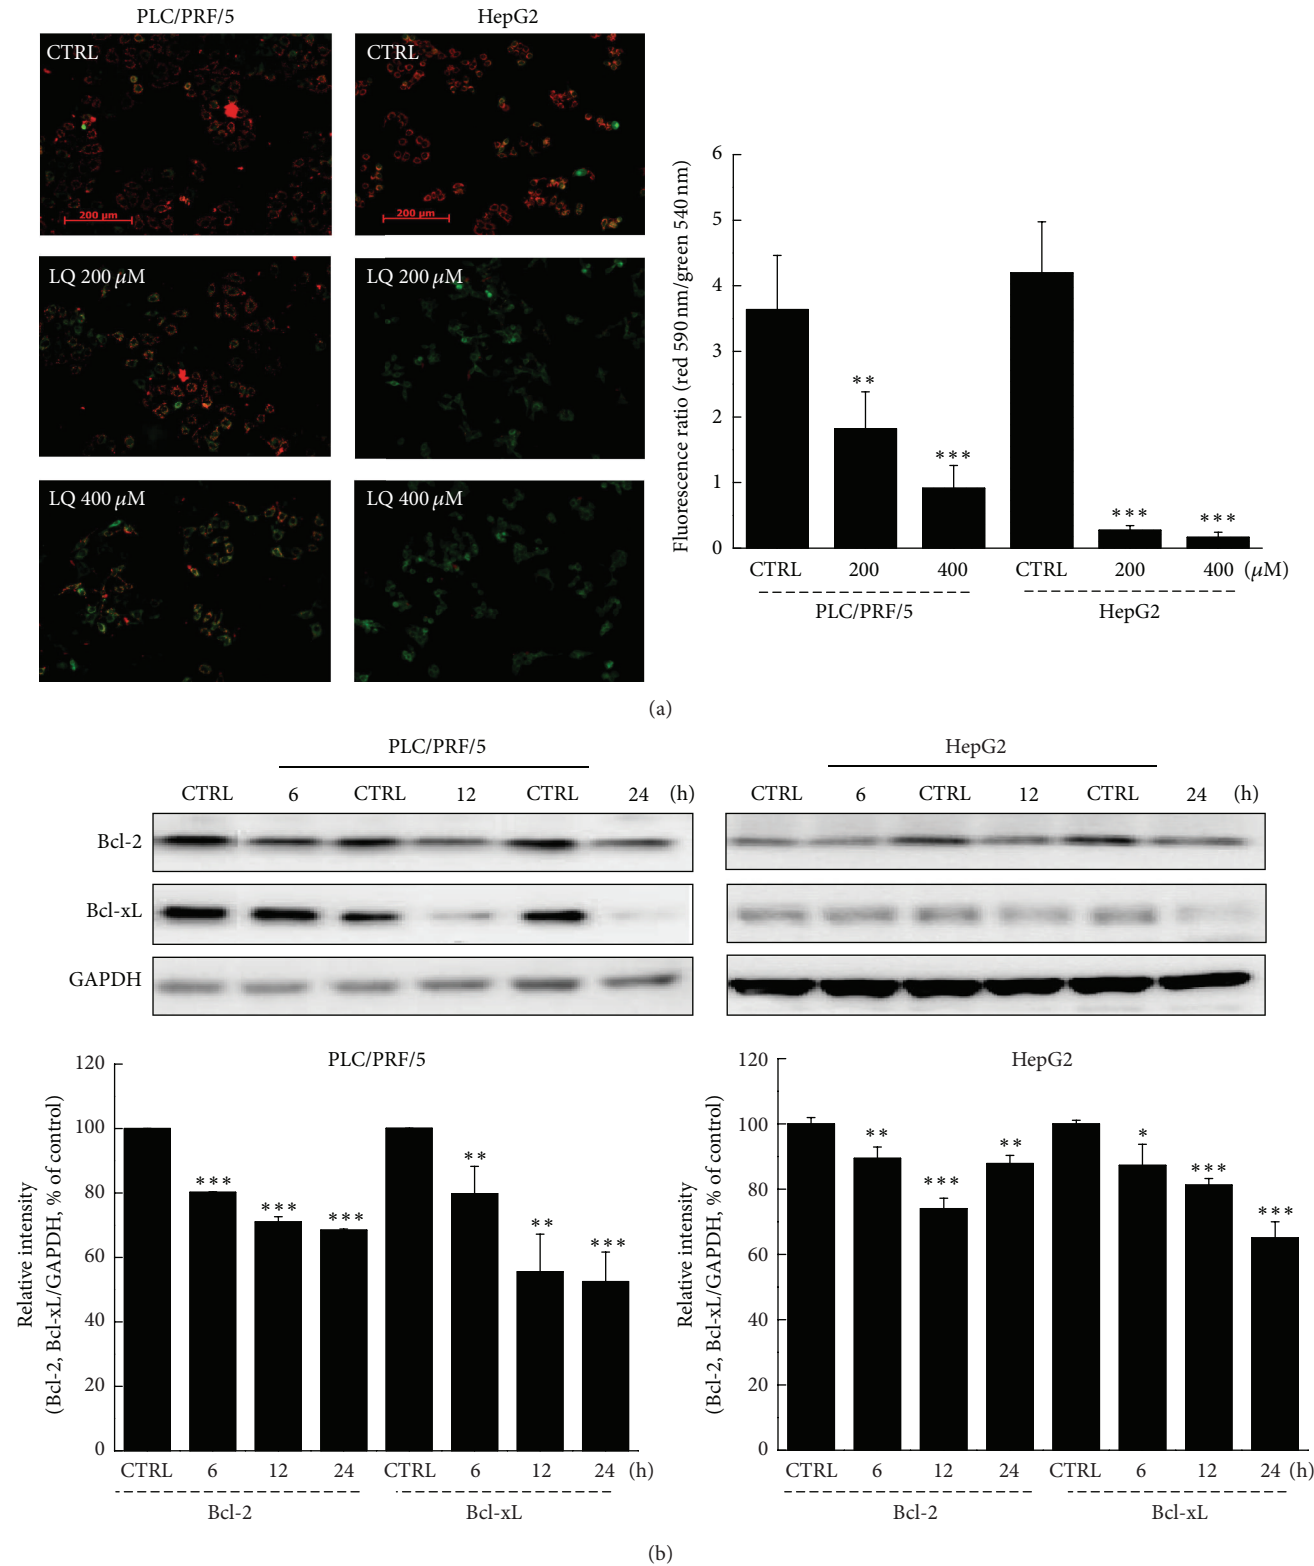 PLC/PRF/5 HepG2
CTRL CTRL
200 μm 200 μm
LQ 200 μM LQ 200 μM
LQ 400 μM LQ 400 μM
Fluorescence ratio (red 590 nm/green 540 nm)
6
5
4
3
2
1
0
** *** *** ***
CTRL 200 400 CTRL 200 400 (μM)
PLC/PRF/5 HepG2
(a)
PLC/PRF/5 HepG2
CTRL 6 CTRL 12 CTRL 24 (h) CTRL 6 CTRL 12 CTRL 24 (h)
Bcl-2
Bcl-xL
GAPDH
PLC/PRF/5
Relative intensity
(Bcl-2, Bcl-xL/GAPDH, % of control)
120
100
80
60
40
20
0
*** *** *** ** ** ***
CTRL 6 12 24 CTRL 6 12 24 (h)
Bcl-2 Bcl-xL
HepG2
Relative intensity
(Bcl-2, Bcl-xL/GAPDH, % of control)
120
100
80
60
40
20
0
** *** ** * *** ***
CTRL 6 12 24 CTRL 6 12 24 (h)
Bcl-2 Bcl-xL
(b)